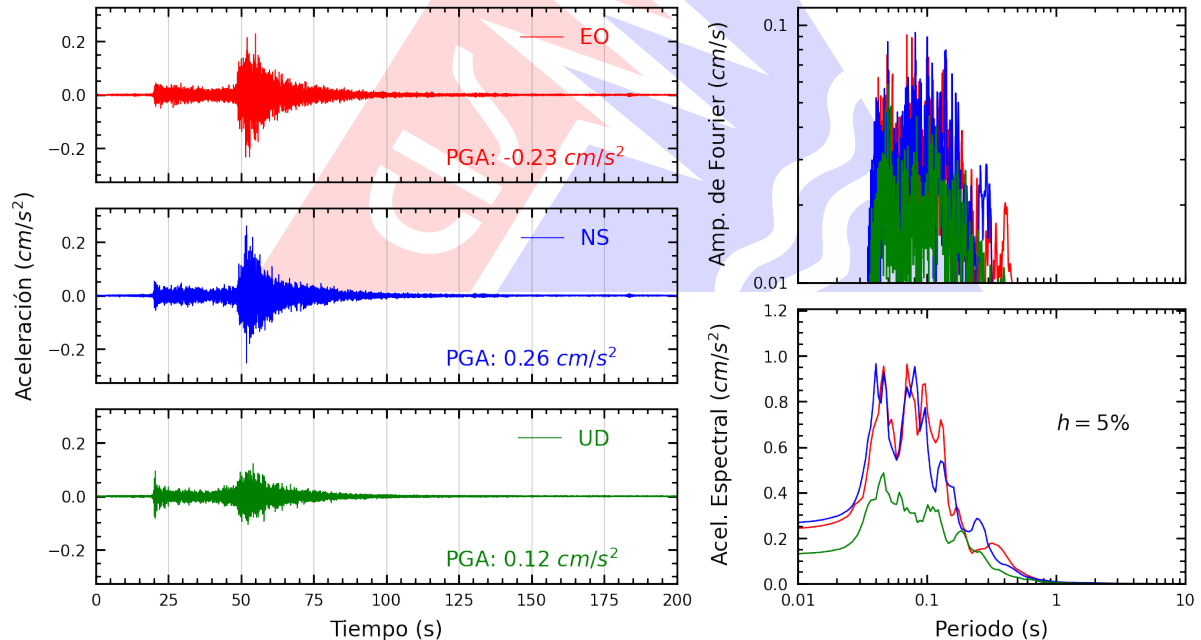 Aceleración (cm/s²)
0.2
0.0
−0.2
EO
PGA: -0.23 cm/s²
0.2
0.0
−0.2
NS
PGA: 0.26 cm/s²
0.2
0.0
−0.2
UD
PGA: 0.12 cm/s²
0 25 50 75 100 125 150 175 200
Tiempo (s)
Amp. de Fourier (cm/s)
0.1
0.01
Acel. Espectral (cm/s²)
1.2
1.0
0.8
0.6
0.4
0.2
0.0
h = 5%
0.01 0.1 1 10
Periodo (s)
CISM